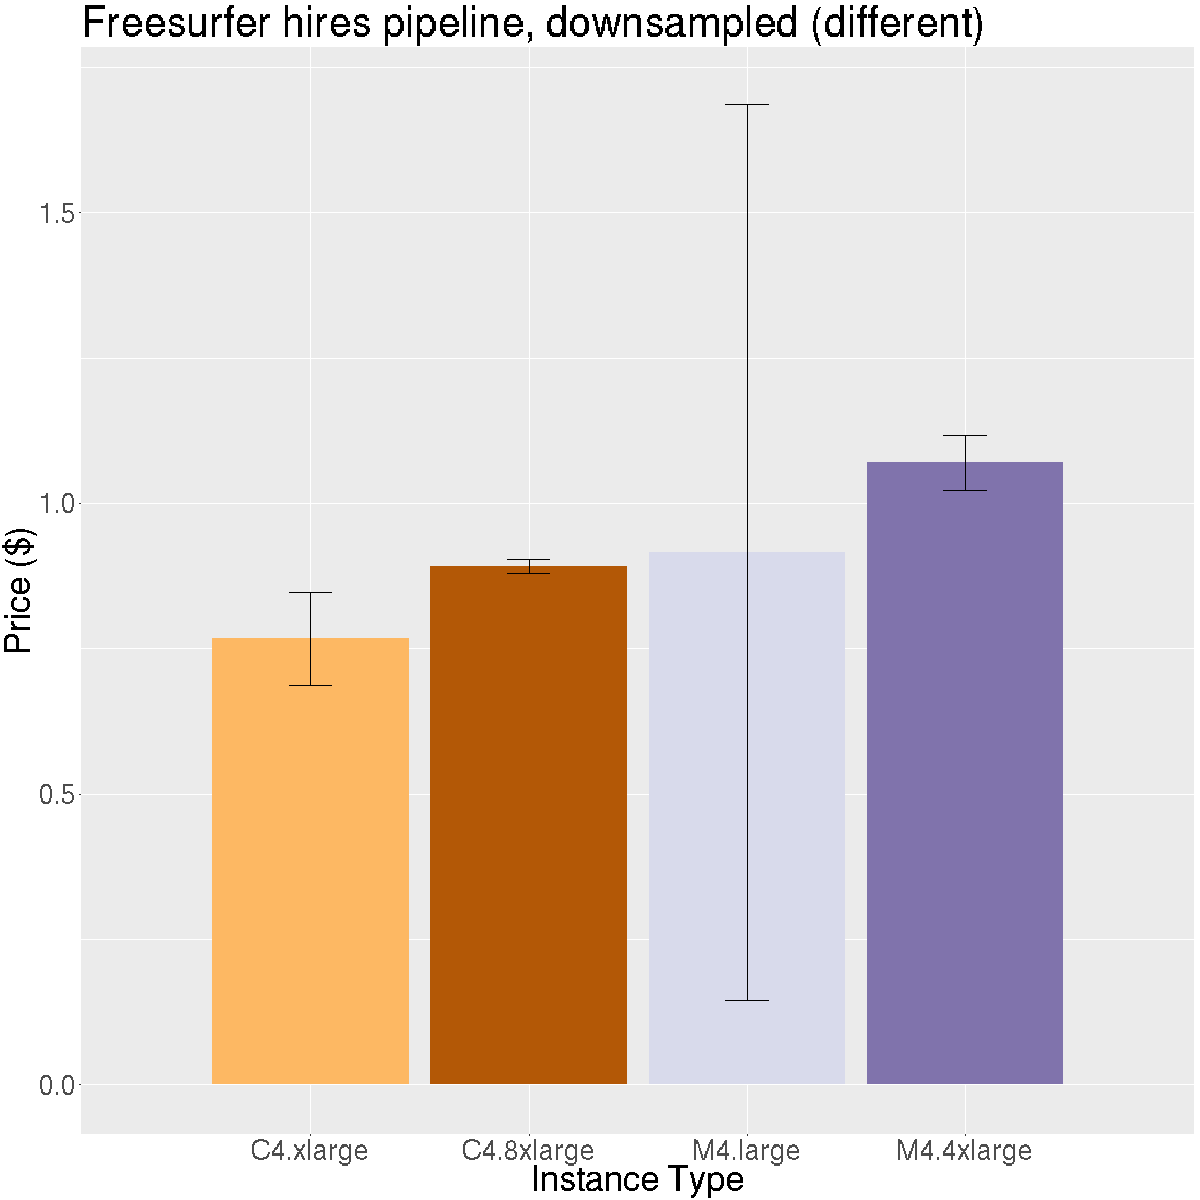 Freesurfer hires pipeline, downsampled (different)
Price ($)
1.5
1.0
0.5
0.0
C4.xlarge C4.8xlarge M4.large M4.4xlarge
Instance Type